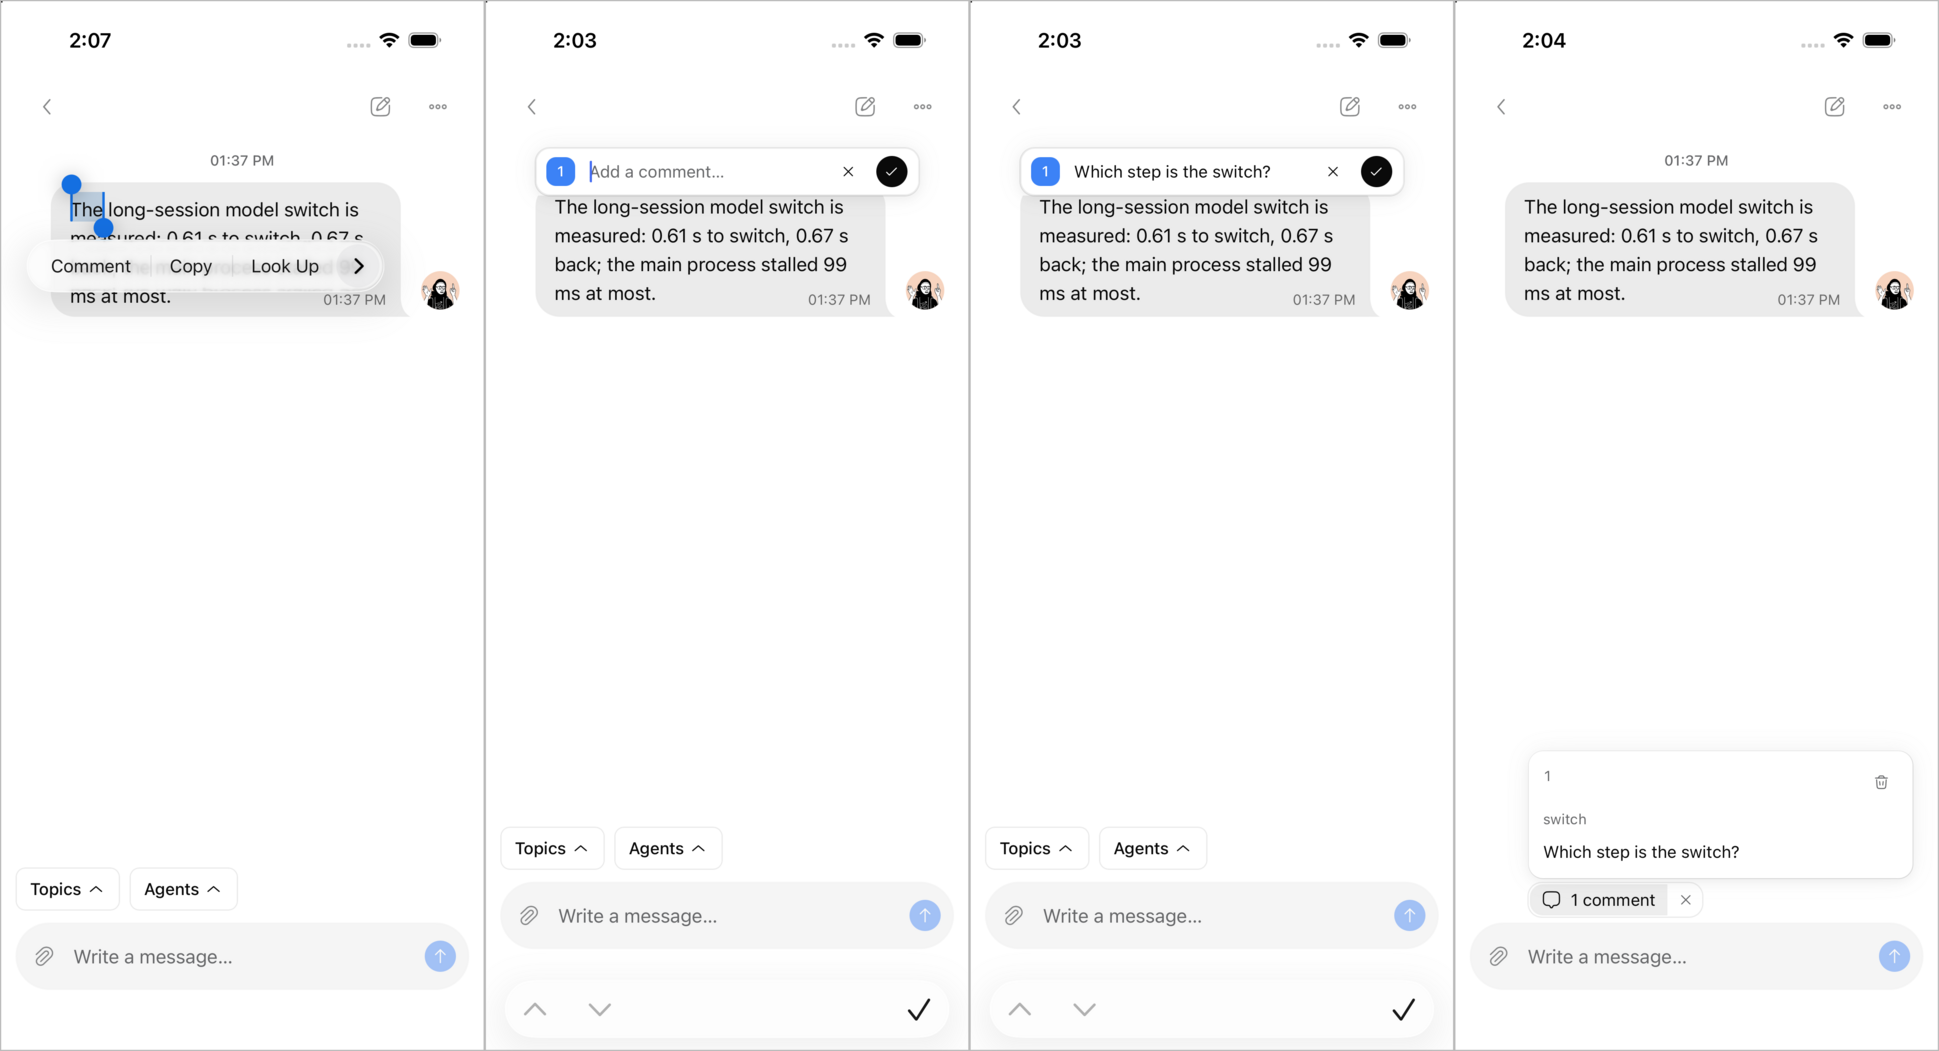 2:07
01:37 PM
The long-session model switch is
measured: 0.61 s to switch, 0.67 s
Comment Copy Look Up
ms at most.
01:37 PM
Topics
Agents
Write a message...
2:03
1 Add a comment...
The long-session model switch is
measured: 0.61 s to switch, 0.67 s
back; the main process stalled 99
ms at most.
01:37 PM
Topics
Agents
Write a message...
2:03
1 Which step is the switch?
The long-session model switch is
measured: 0.61 s to switch, 0.67 s
back; the main process stalled 99
ms at most.
01:37 PM
Topics
Agents
Write a message...
2:04
01:37 PM
The long-session model switch is
measured: 0.61 s to switch, 0.67 s
back; the main process stalled 99
ms at most.
01:37 PM
1
switch
Which step is the switch?
1 comment
Write a message...